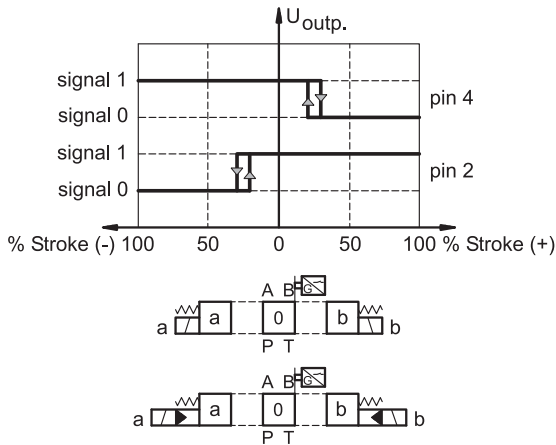 U outp.
signal 1
signal 0
pin 4
signal 1
signal 0
pin 2
% Stroke (-) 100 50 0 50 100 % Stroke (+)
A B G
a a 0 b b
P T
A B G
a a 0 b b
P T